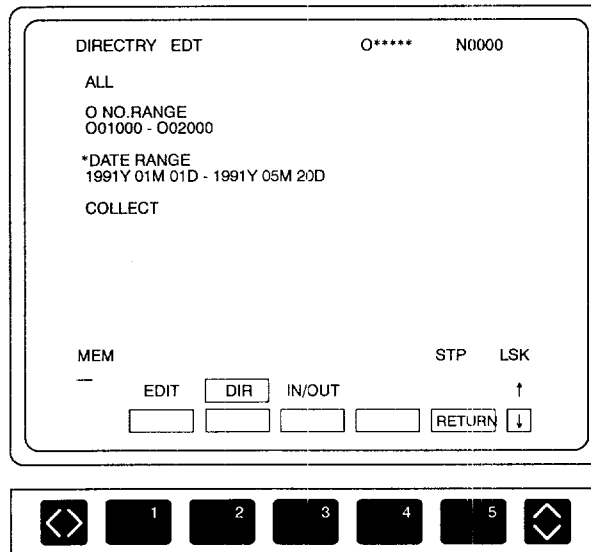 DIRECTRY EDT O***** N0000
ALL
O NO.RANGE
O01000 - O02000
*DATE RANGE
1991Y 01M 01D - 1991Y 05M 20D
COLLECT
MEM STP LSK
EDIT DIR IN/OUT ↑
RETURN ↓
1 2 3 4 5